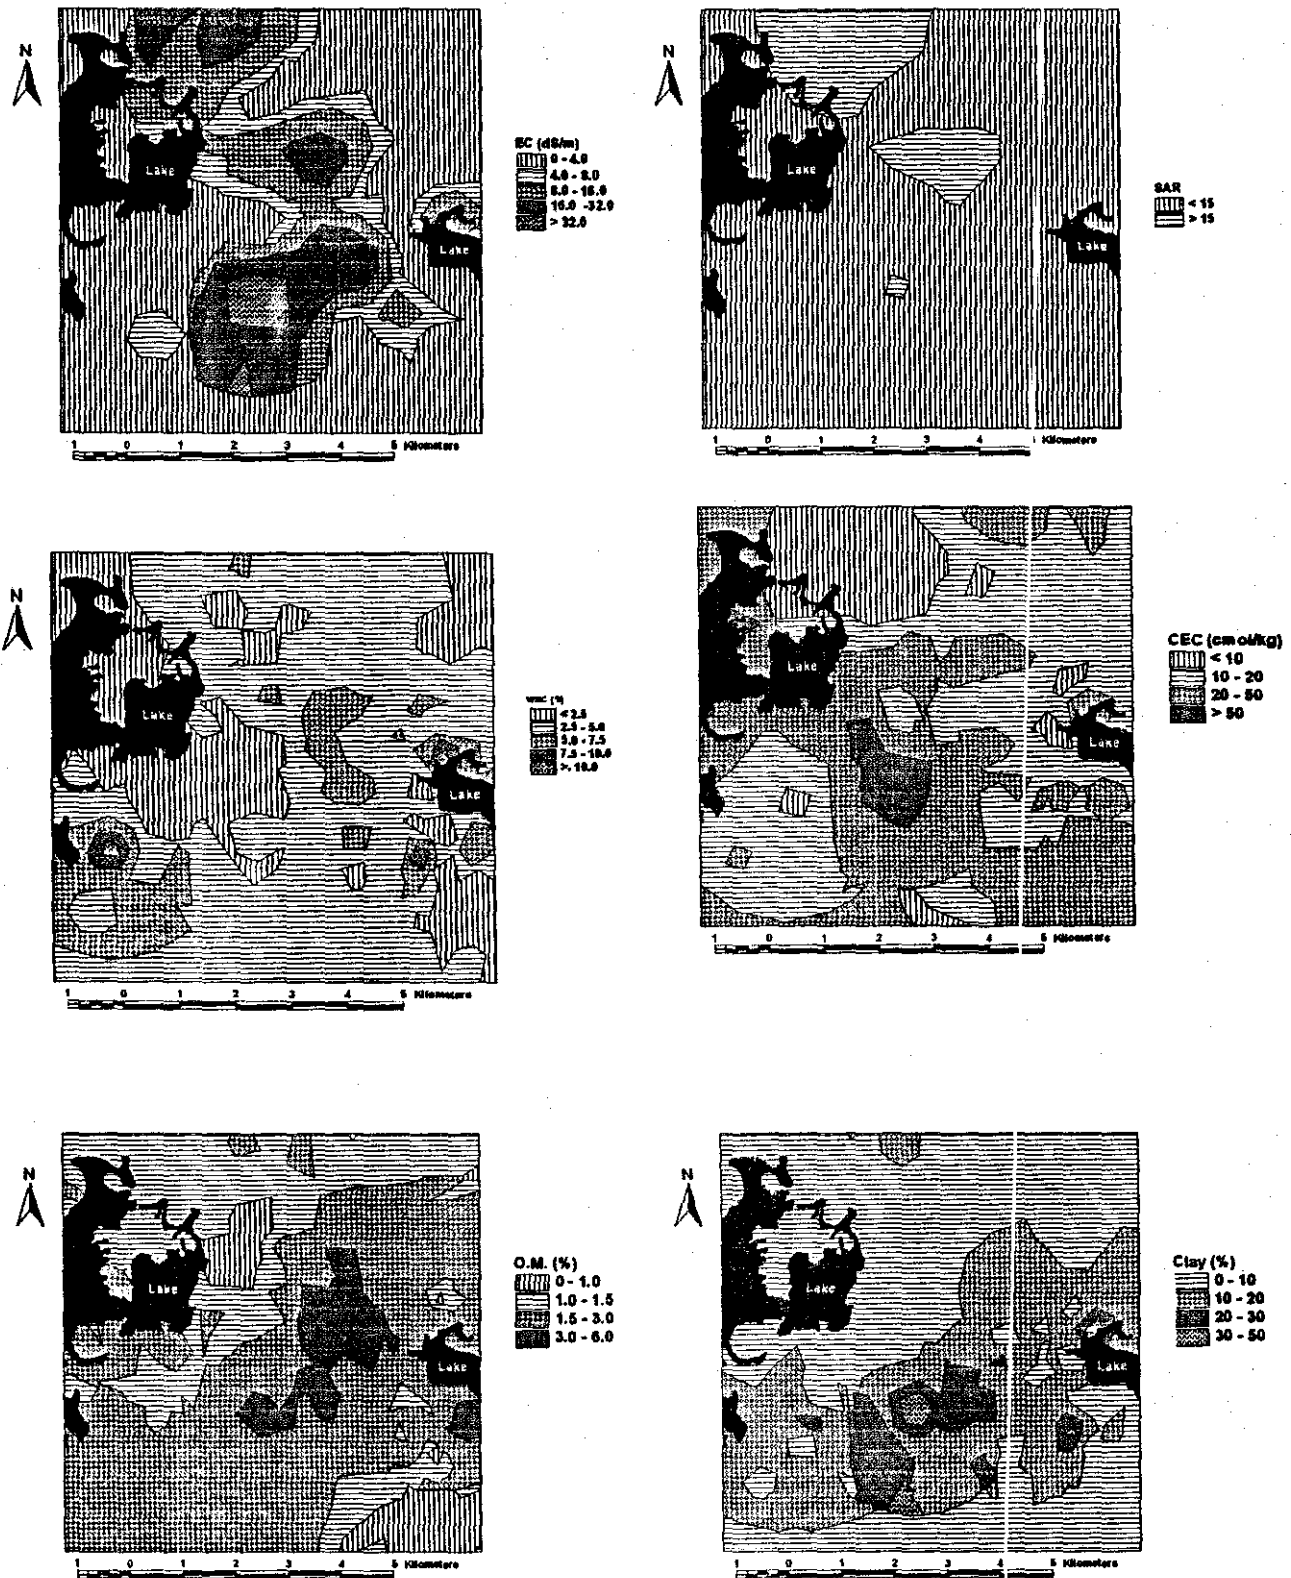 N
Lake
Lake
EC (dS/m)
0 - 4.0
4.0 - 8.0
8.0 - 16.0
16.0 -32.0
> 32.0
1 0 1 2 3 4 5 Kilometers
N
Lake
Lake
SAR
< 15
> 15
1 0 1 2 3 4 Kilometers
N
Lake
Lake
(%)
< 2.5
2.5 - 5.0
5.0 - 7.5
7.5 - 10.0
>. 10.0
1 0 1 2 3 4 5 Kilometers
Lake
Lake
CEC (cmol/kg)
< 10
10 - 20
20 - 50
> 50
1 0 1 2 3 4 5 Kilometers
N
Lake
Lake
O.M. (%)
0 - 1.0
1.0 - 1.5
1.5 - 3.0
3.0 - 6.0
1 0 1 2 3 4 5 Kilometers
N
Lake
Lake
Clay (%)
0 - 10
10 - 20
20 - 30
30 - 50
1 0 1 2 3 4 5 Kilometers